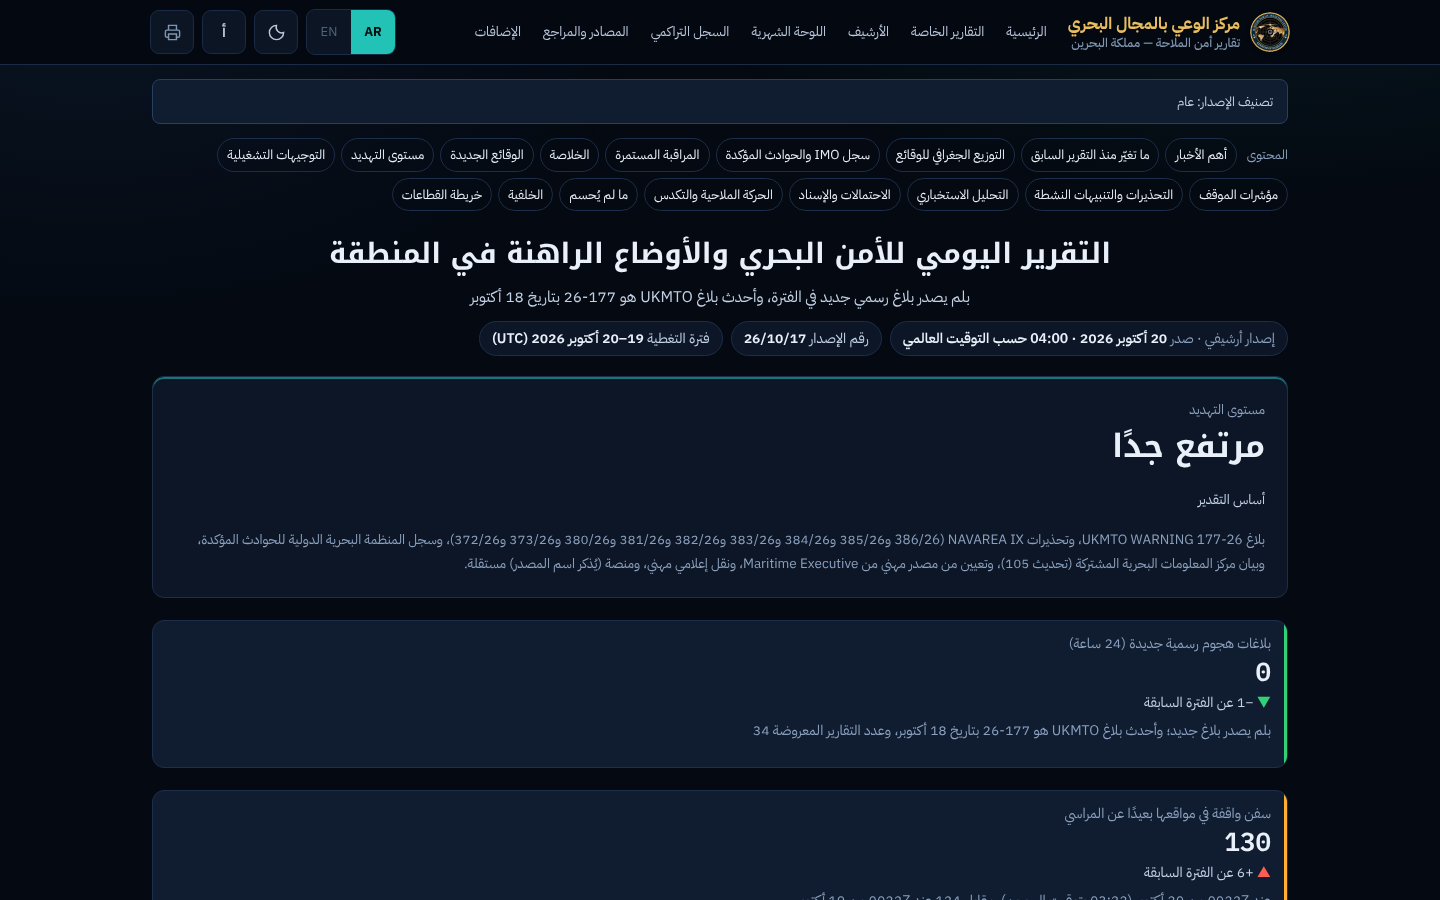 مركز الوعي بالمجال البحري
تقارير أمن الملاحة — مملكة البحرين
الرئيسية
التقارير الخاصة
الأرشيف
اللوحة الشهرية
السجل التراكمي
المصادر والمراجع
الإضافات
AR
EN
أ
تصنيف الإصدار: عام
المحتوى
أهم الأخبار
ما تغيّر منذ التقرير السابق
التوزيع الجغرافي للوقائع
سجل IMO والحوادث المؤكدة
المراقبة المستمرة
الخلاصة
الوقائع الجديدة
مستوى التهديد
التوجيهات التشغيلية
مؤشرات الموقف
التحذيرات والتنبيهات النشطة
التحليل الاستخباري
الاحتمالات والإسناد
الحركة الملاحية والتكدس
ما لم يُحسم
الخلفية
خريطة القطاعات
التقرير اليومي للأمن البحري والأوضاع الراهنة في المنطقة
بلم يصدر بلاغ رسمي جديد في الفترة، وأحدث بلاغ UKMTO هو 177-26 بتاريخ 18 أكتوبر
إصدار أرشيفي · صدر 20 أكتوبر 2026 · 04:00 حسب التوقيت العالمي
رقم الإصدار 26/10/17
فترة التغطية 19–20 أكتوبر 2026 (UTC)
مستوى التهديد
مرتفع جدًا
أساس التقدير
بلاغ UKMTO WARNING 177-26، وتحذيرات NAVAREA IX (386/26 و385/26 و384/26 و383/26 و382/26 و381/26 و380/26 و373/26 و372/26)، وسجل المنظمة البحرية الدولية للحوادث المؤكدة،
وبيان مركز المعلومات البحرية المشتركة (تحديث 105)، وتعيين من مصدر مهني من Maritime Executive، ونقل إعلامي مهني، ومنصة (يُذكر اسم المصدر) مستقلة.
بلاغات هجوم رسمية جديدة (24 ساعة)
0
▼ −1 عن الفترة السابقة
بلم يصدر بلاغ جديد؛ وأحدث بلاغ UKMTO هو 177-26 بتاريخ 18 أكتوبر، وعدد التقارير المعروضة 34
سفن واقفة في مواقعها بعيدًا عن المراسي
130
▲ +6 عن الفترة السابقة